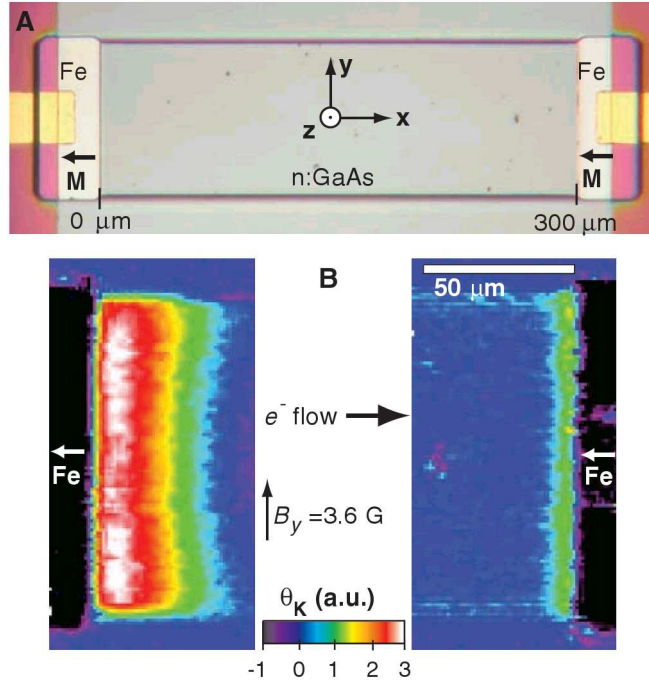 A
Fe
Fe
y
z
x
M
M
n:GaAs
0 μm
300 μm
B
50 μm
e⁻ flow
Fe
Fe
B_y =3.6 G
θ_K (a.u.)
-1 0 1 2 3